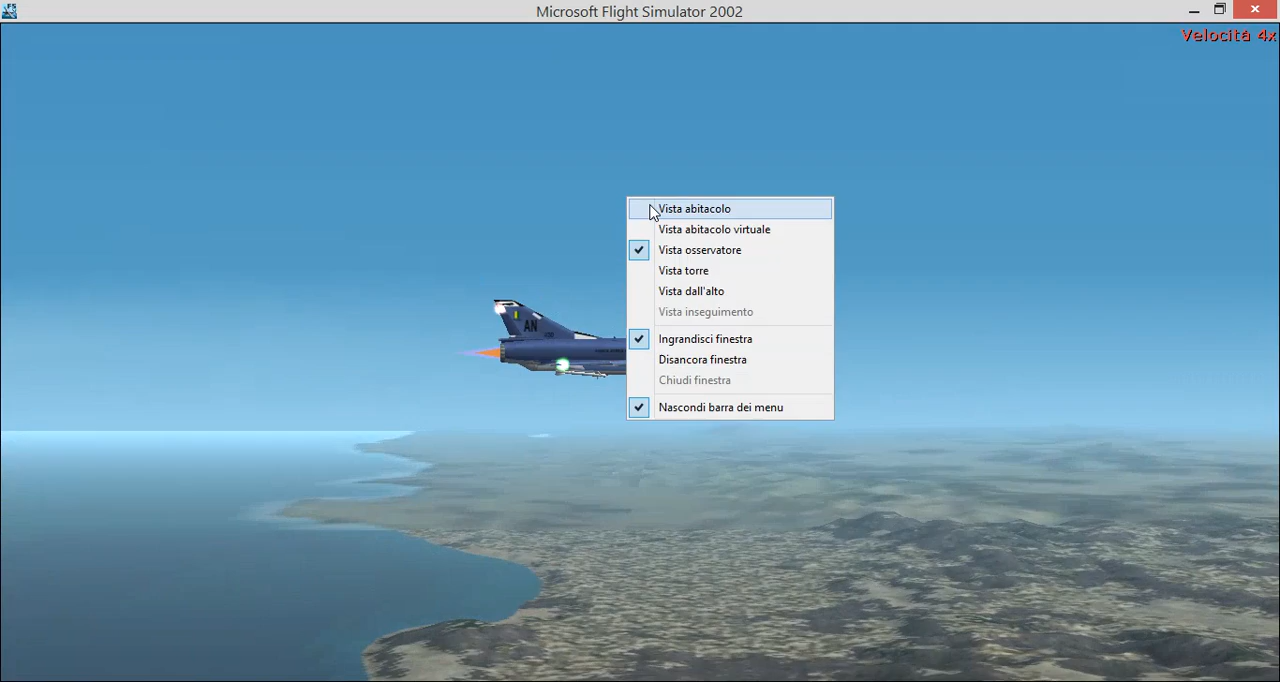 Microsoft Flight Simulator 2002
Velocità 4x
Vista abitacolo
Vista abitacolo virtuale
Vista osservatore
Vista torre
Vista dall'alto
Vista inseguimento
AN
Ingrandisci finestra
Disancora finestra
Chiudi finestra
Nascondi barra dei menu